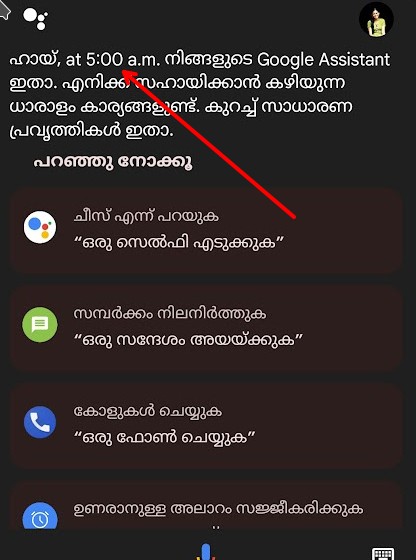 ഹായ്, at 5:00 a.m. നിങ്ങളുടെ Google Assistant
ഇതാ. എനിക്ക് സഹായിക്കാൻ കഴിയുന്ന
ധാരാളം കാര്യങ്ങളുണ്ട്. കുറച്ച് സാധാരണ
പ്രവൃത്തികൾ ഇതാ.
പറഞ്ഞു നോക്കൂ
ചീസ് എന്ന് പറയുക
“ഒരു സെൽഫി എടുക്കുക”
സമ്പർക്കം നിലനിർത്തുക
“ഒരു സന്ദേശം അയയ്ക്കുക”
കോളുകൾ ചെയ്യുക
“ഒരു ഫോൺ ചെയ്യുക”
ഉണരാനുള്ള അലാറം സജ്ജീകരിക്കുക